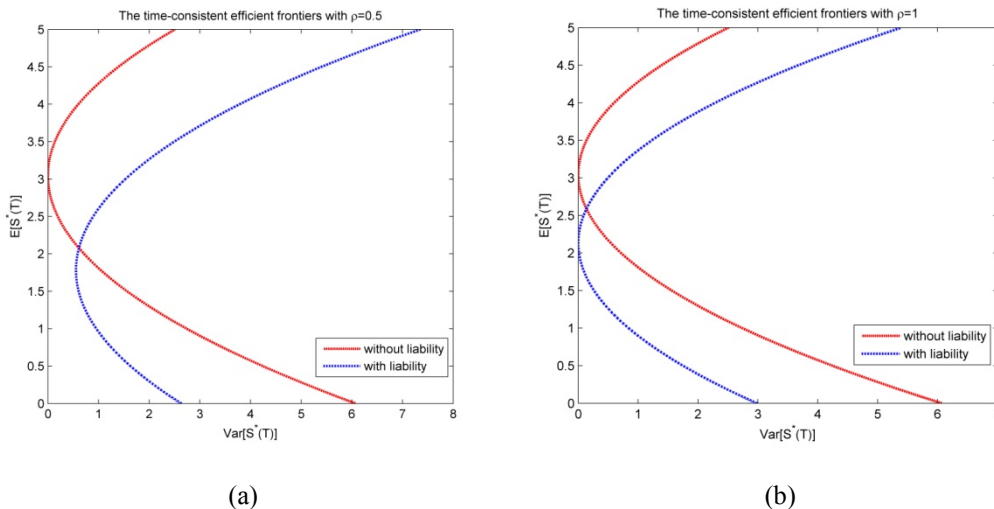 The time-consistent efficient frontiers with ρ=0.5
5
4.5
4
3.5
3
2.5
2
1.5
1
0.5
0
E[S*(T)]
without liability
with liability
0 1 2 3 4 5 6 7 8
Var[S*(T)]
(a)
The time-consistent efficient frontiers with ρ=1
5
4.5
4
3.5
3
2.5
2
1.5
1
0.5
0
E[S*(T)]
without liability
with liability
0 1 2 3 4 5 6
Var[S*(T)]
(b)